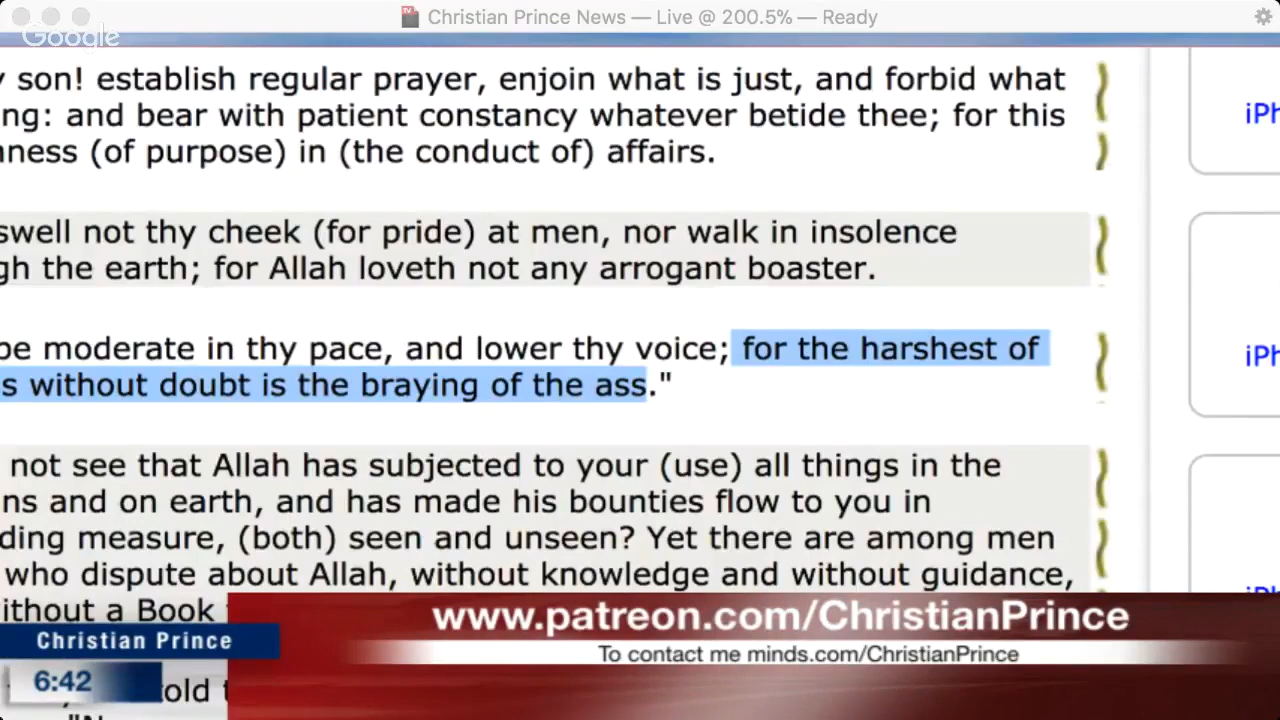 Christian Prince News — Live @ 200.5% — Ready
Google
y son! establish regular prayer, enjoin what is just, and forbid what
iPh
ng: and bear with patient constancy whatever betide thee; for this
nness (of purpose) in (the conduct of) affairs.
swell not thy cheek (for pride) at men, nor walk in insolence
gh the earth; for Allah loveth not any arrogant boaster.
be moderate in thy pace, and lower thy voice; for the harshest of
iPh
s without doubt is the braying of the ass."
not see that Allah has subjected to your (use) all things in the
ns and on earth, and has made his bounties flow to you in
ding measure, (both) seen and unseen? Yet there are among men
who dispute about Allah, without knowledge and without guidance,
ithout a Book
www.patreon.com/ChristianPrince
Christian Prince
To contact me minds.com/ChristianPrince
6:42
told t